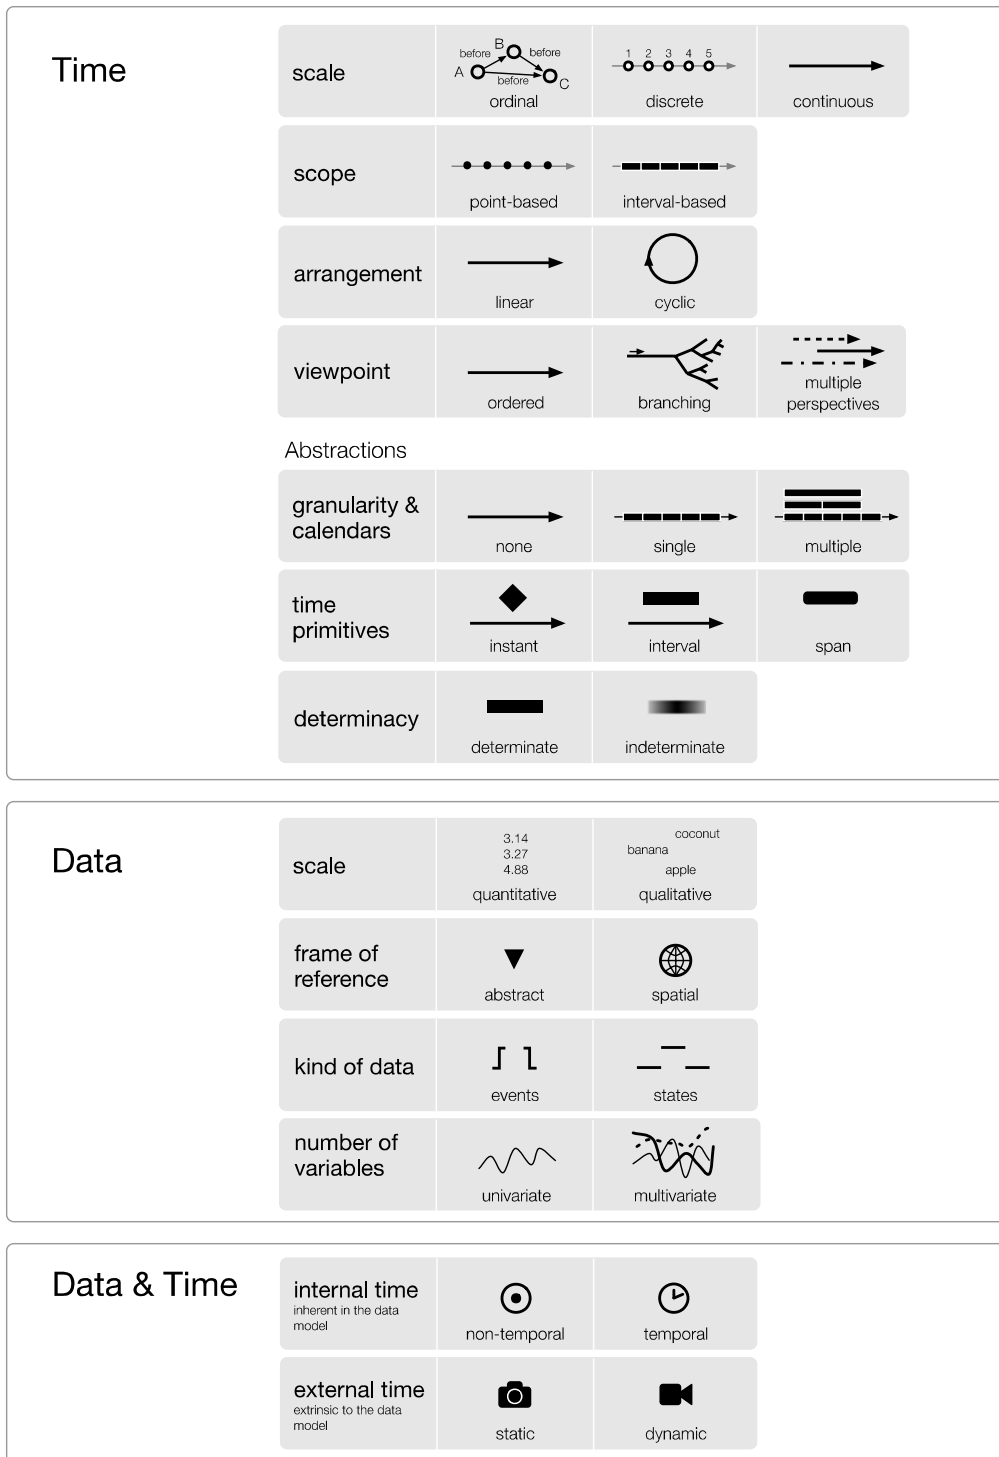 Time
scale
A
before
B
before
before
C
ordinal
1 2 3 4 5
discrete
continuous
scope
point-based
interval-based
arrangement
linear
cyclic
viewpoint
ordered
branching
multiple
perspectives
Abstractions
granularity &
calendars
none
single
multiple
time
primitives
instant
interval
span
determinacy
determinate
indeterminate
Data
scale
3.14
3.27
4.88
quantitative
coconut
banana
apple
qualitative
frame of
reference
abstract
spatial
kind of data
events
states
number of
variables
univariate
multivariate
Data & Time
internal time
inherent in the data
model
non-temporal
temporal
external time
extrinsic to the data
model
static
dynamic